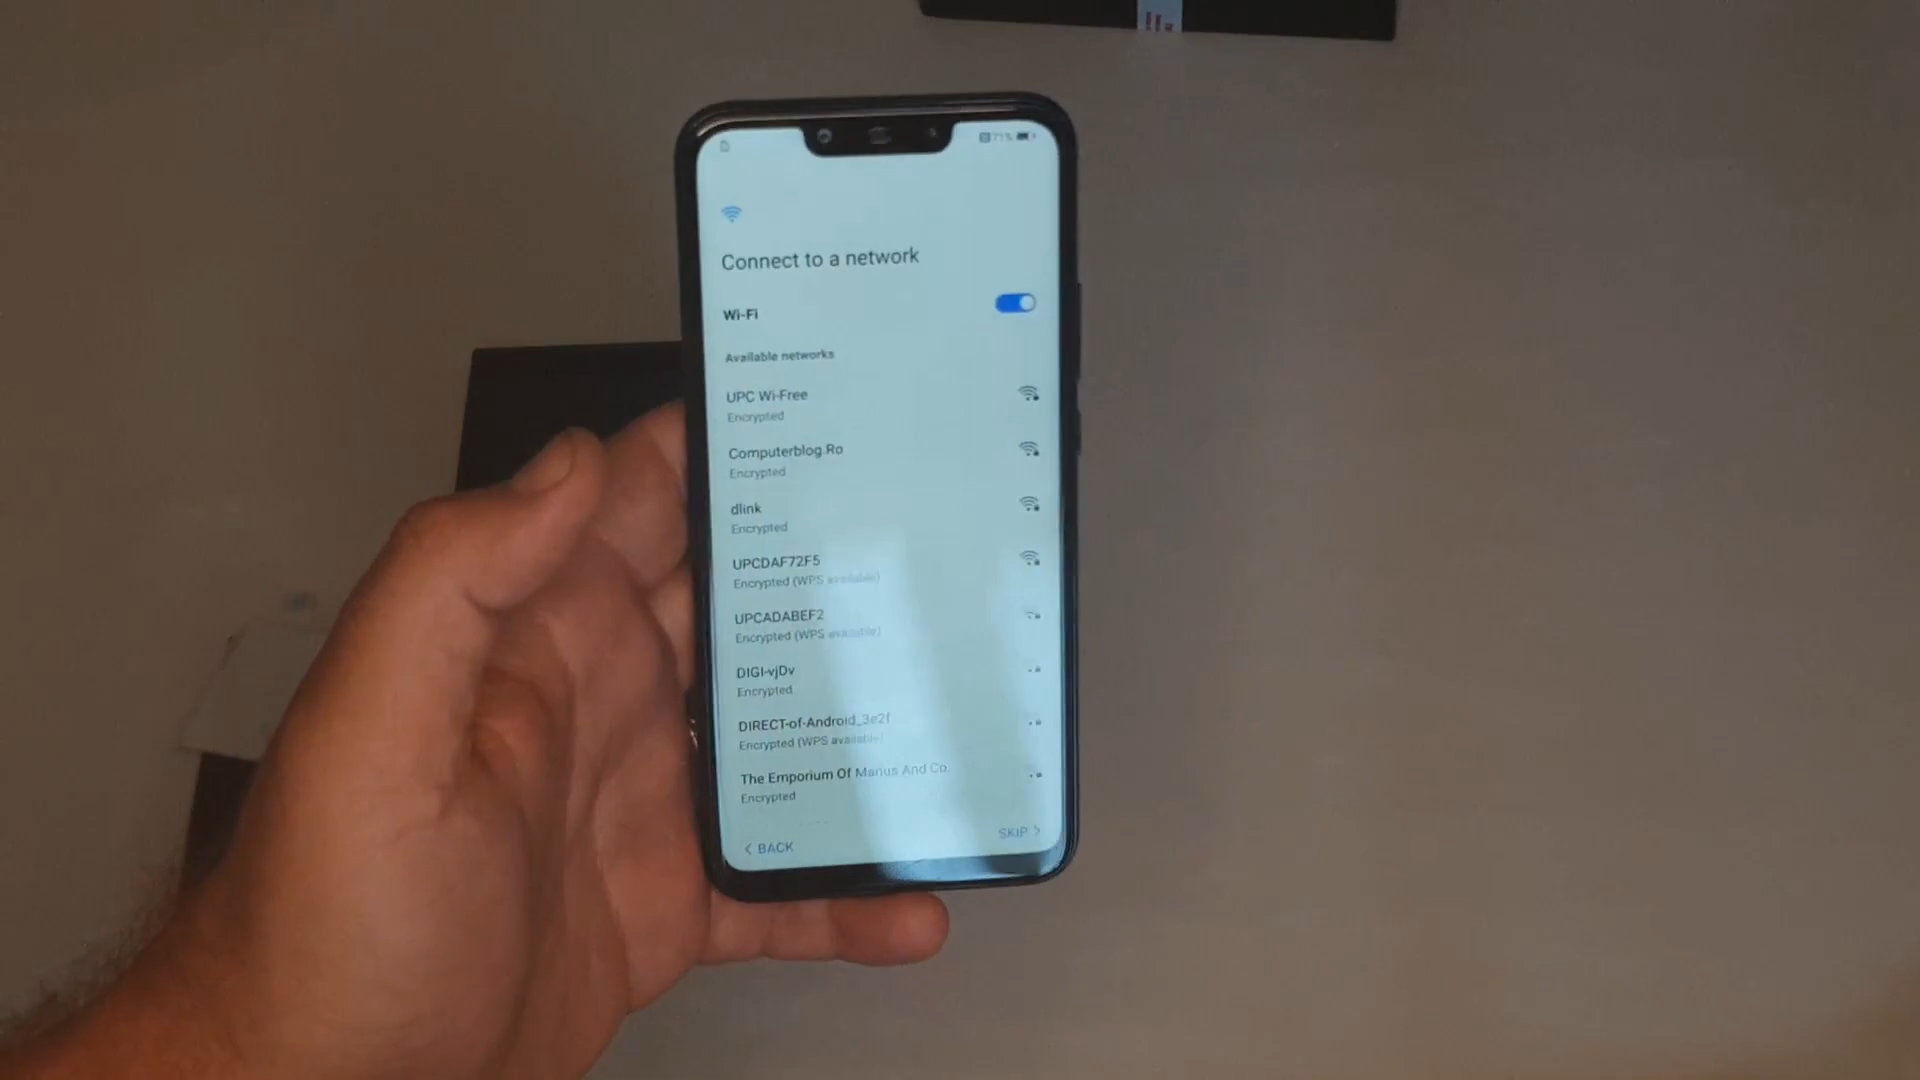 71%
Connect to a network
Wi-Fi
Available networks
UPC Wi-Free
Encrypted
Computerblog.Ro
Encrypted
dlink
Encrypted
UPCDAF72F5
Encrypted (WPS available)
UPCADABEF2
Encrypted (WPS available)
DIGI-vjDv
Encrypted
DIRECT-of-Android_3e2f
Encrypted (WPS available)
The Emporium Of Marius And Co.
Encrypted
< BACK
SKIP >